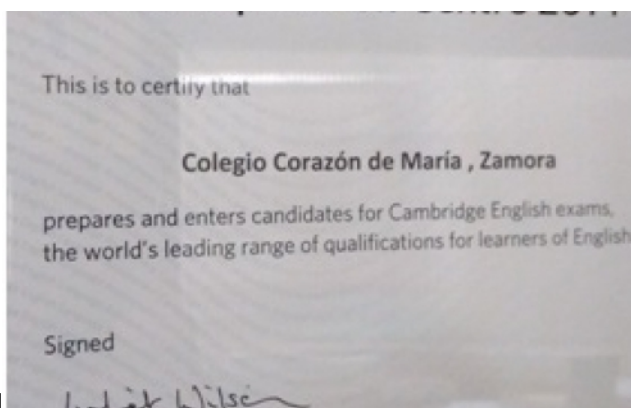 This is to certify that
Colegio Corazón de María , Zamora
prepares and enters candidates for Cambridge English exams,
the world's leading range of qualifications for learners of English
Signed
Wilson